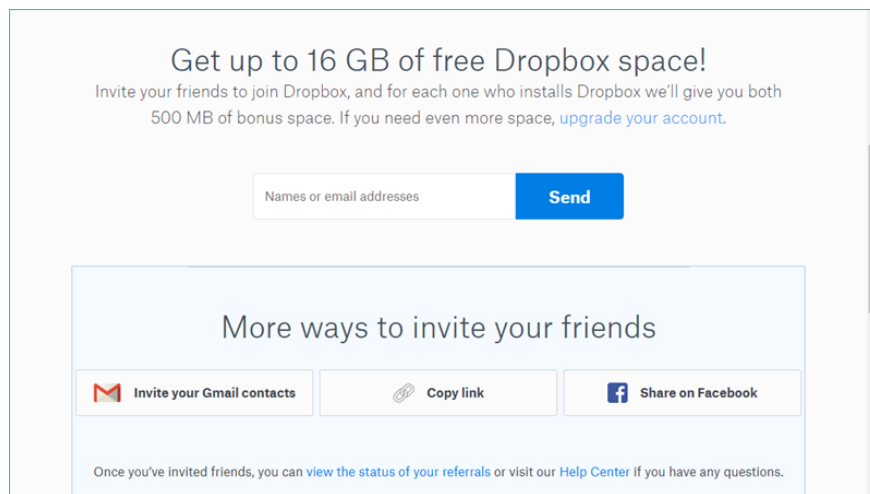 Get up to 16 GB of free Dropbox space!
Invite your friends to join Dropbox, and for each one who installs Dropbox we'll give you both
500 MB of bonus space. If you need even more space, upgrade your account.
Names or email addresses
Send
More ways to invite your friends
Invite your Gmail contacts
Copy link
Share on Facebook
Once you've invited friends, you can view the status of your referrals or visit our Help Center if you have any questions.